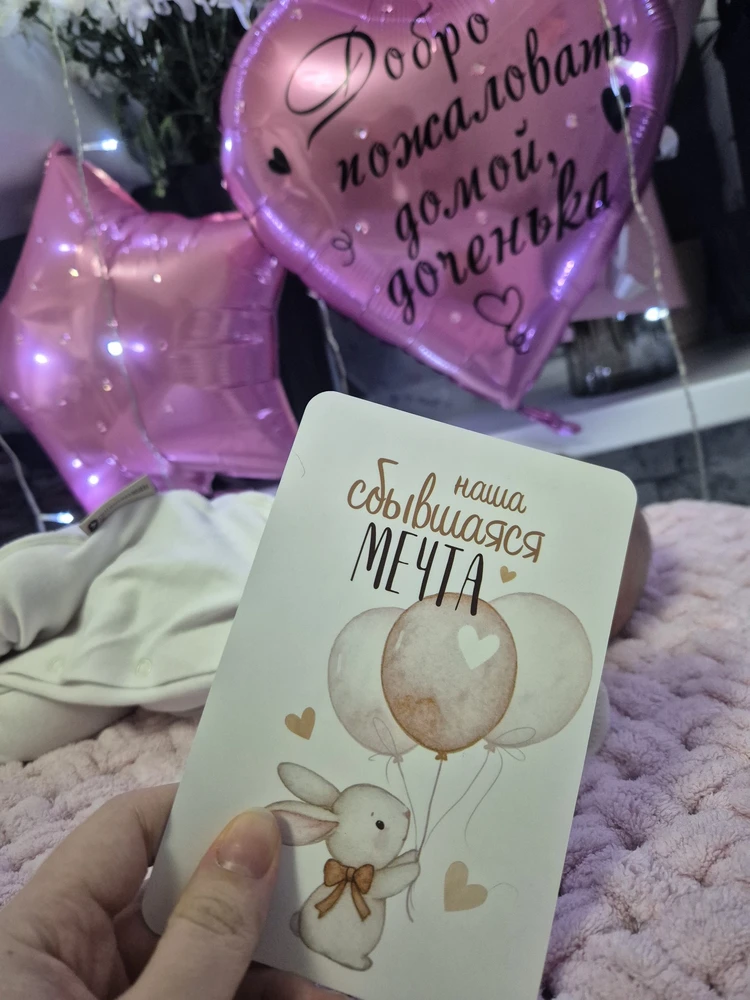 Добро
пожаловать
домой,
доченька
наша
сбывшаяся
МЕЧТА